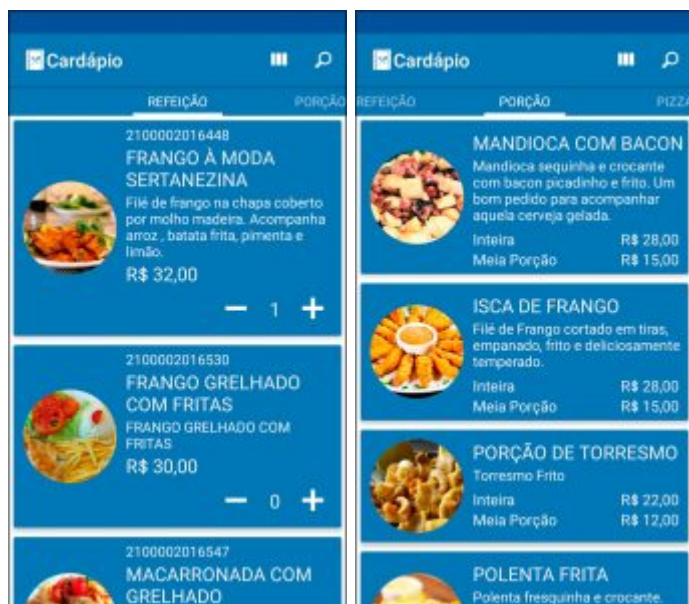 Cardápio
REFEIÇÃO PORÇÃO
2100002016448
FRANGO À MODA
SERTANEZINA
Filé de frango na chapa coberto
por molho madeira. Acompanha
arroz , batata frita, pimenta e
limão.
R$ 32,00
1
2100002016530
FRANGO GRELHADO
COM FRITAS
FRANGO GRELHADO COM
FRITAS
R$ 30,00
0
2100002016547
MACARRONADA COM
GRELHADO
Cardápio
REFEIÇÃO PORÇÃO PIZZA
MANDIOCA COM BACON
Mandioca sequinha e crocante
com bacon picadinho e frito. Um
bom pedido para acompanhar
aquela cerveja gelada.
Inteira R$ 28,00
Meia Porção R$ 15,00
ISCA DE FRANGO
Filé de Frango cortado em tiras,
empanado, frito e deliciosamente
temperado.
Inteira R$ 28,00
Meia Porção R$ 15,00
PORÇÃO DE TORRESMO
Torresmo Frito
Inteira R$ 22,00
Meia Porção R$ 12,00
POLENTA FRITA
Polenta fresquinha e crocante.